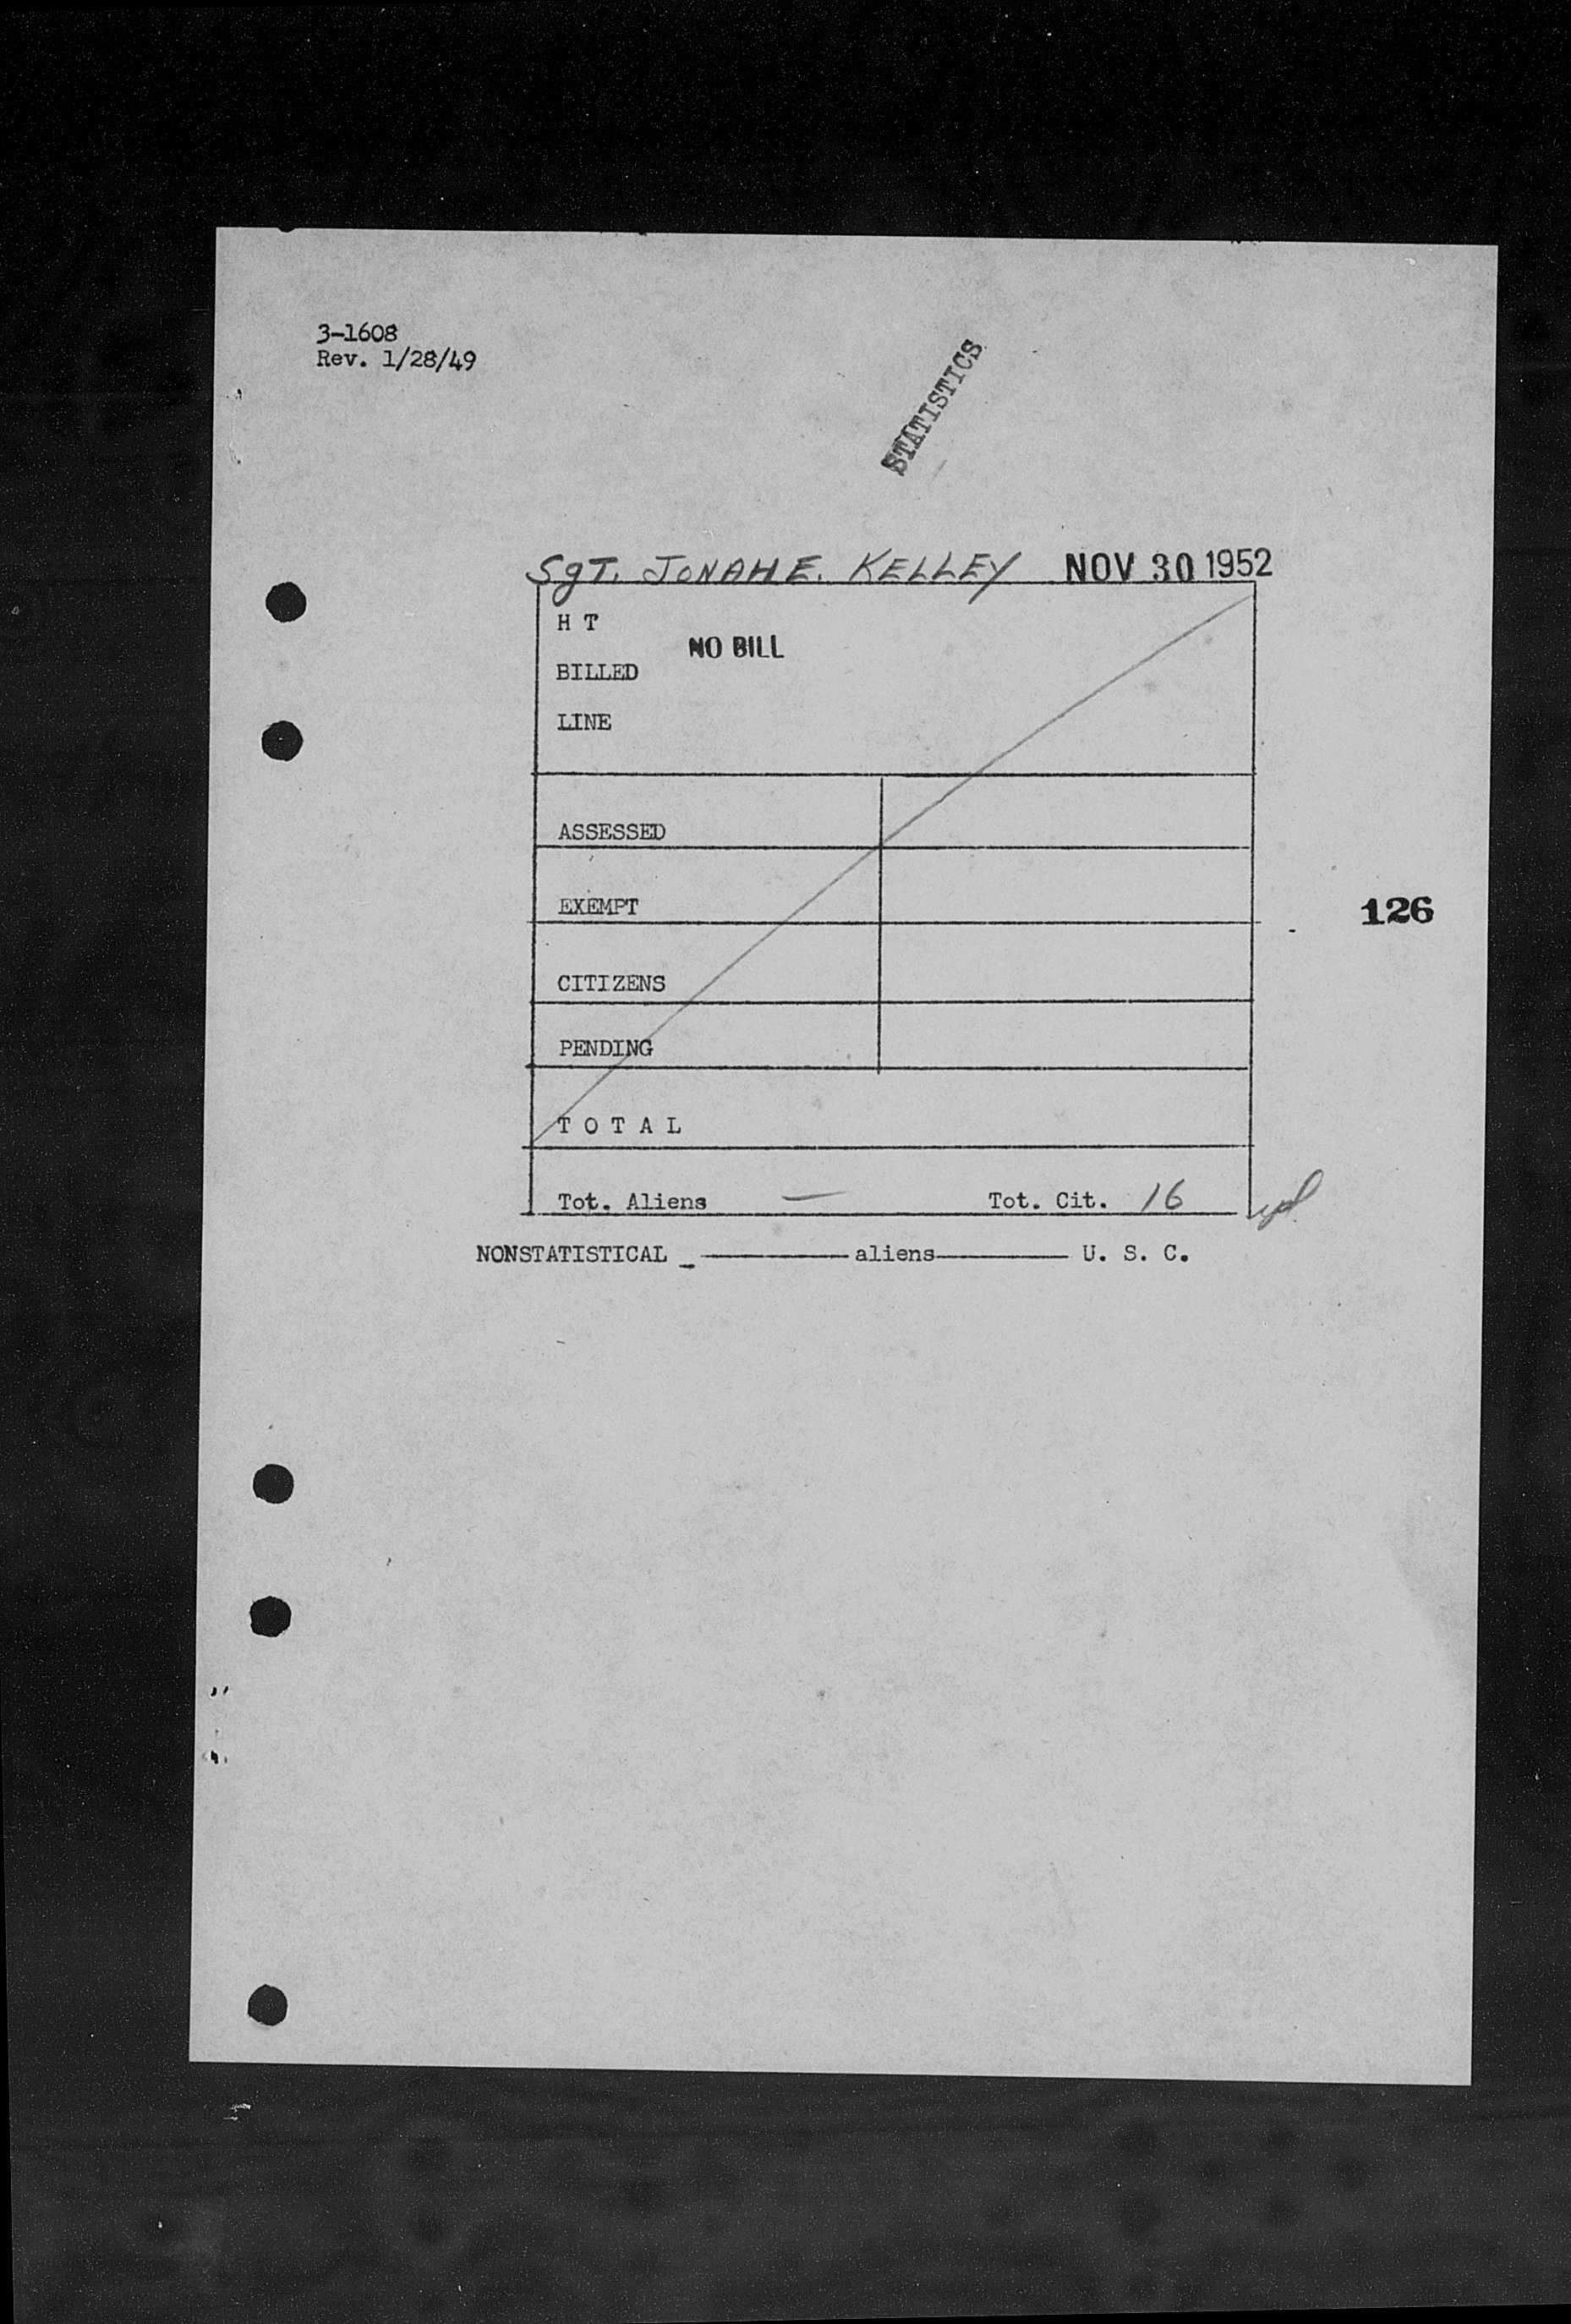 3-1608
Rev. 1/28/49
STATISTICS
SgT. JONAH E. KELLEY NOV 30 1952
H T
NO BILL
BILLED
LINE
ASSESSED
EXEMPT
126
CITIZENS
PENDING
T O T A L
Tot. Aliens — Tot. Cit. 16
NONSTATISTICAL _ ———— aliens ———— U. S. C.